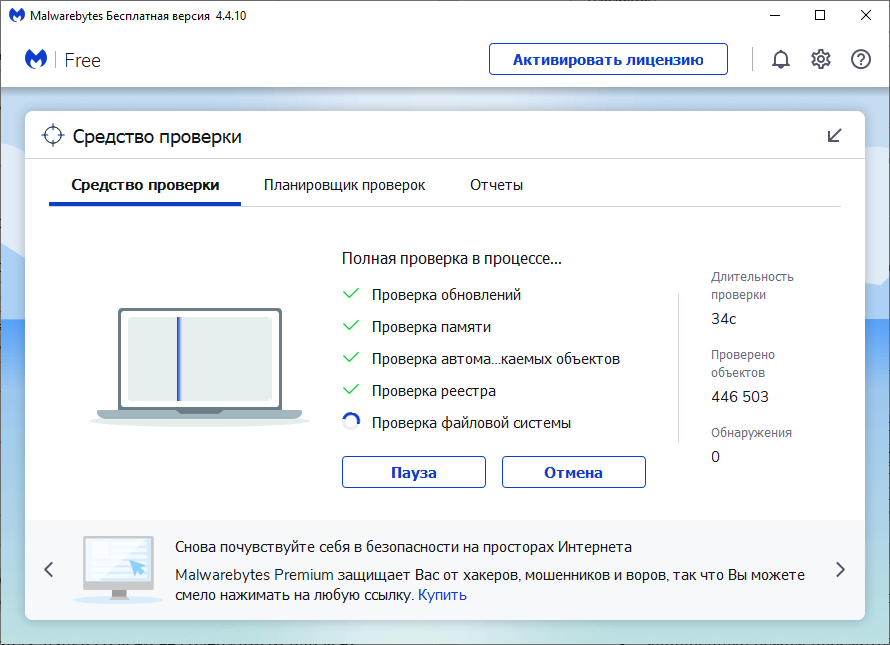 Malwarebytes Бесплатная версия 4.4.10
Free
Активировать лицензию
Средство проверки
Средство проверки
Планировщик проверок
Отчеты
Полная проверка в процессе...
Проверка обновлений
Проверка памяти
Проверка автома...каемых объектов
Проверка реестра
Проверка файловой системы
Пауза
Отмена
Длительность
проверки
34с
Проверено
объектов
446 503
Обнаружения
0
Снова почувствуйте себя в безопасности на просторах Интернета
Malwarebytes Premium защищает Вас от хакеров, мошенников и воров, так что Вы можете
смело нажимать на любую ссылку. Купить